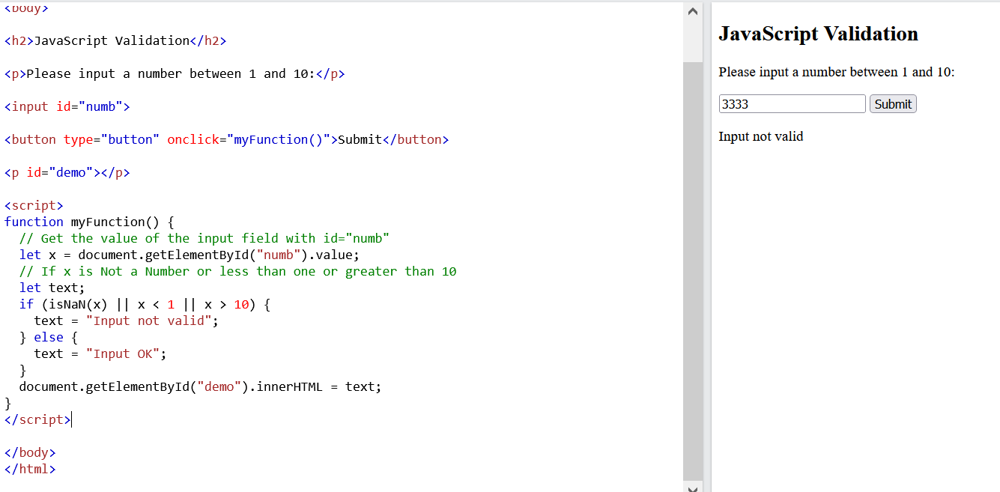 <body>
<h2>JavaScript Validation</h2>
<p>Please input a number between 1 and 10:</p>
<input id="numb">
<button type="button" onclick="myFunction()">Submit</button>
<p id="demo"></p>
<script>
function myFunction() {
  // Get the value of the input field with id="numb"
  let x = document.getElementById("numb").value;
  // If x is Not a Number or less than one or greater than 10
  let text;
  if (isNaN(x) || x < 1 || x > 10) {
    text = "Input not valid";
  } else {
    text = "Input OK";
  }
  document.getElementById("demo").innerHTML = text;
}
</script>
</body>
</html>
JavaScript Validation
Please input a number between 1 and 10:
3333 Submit
Input not valid